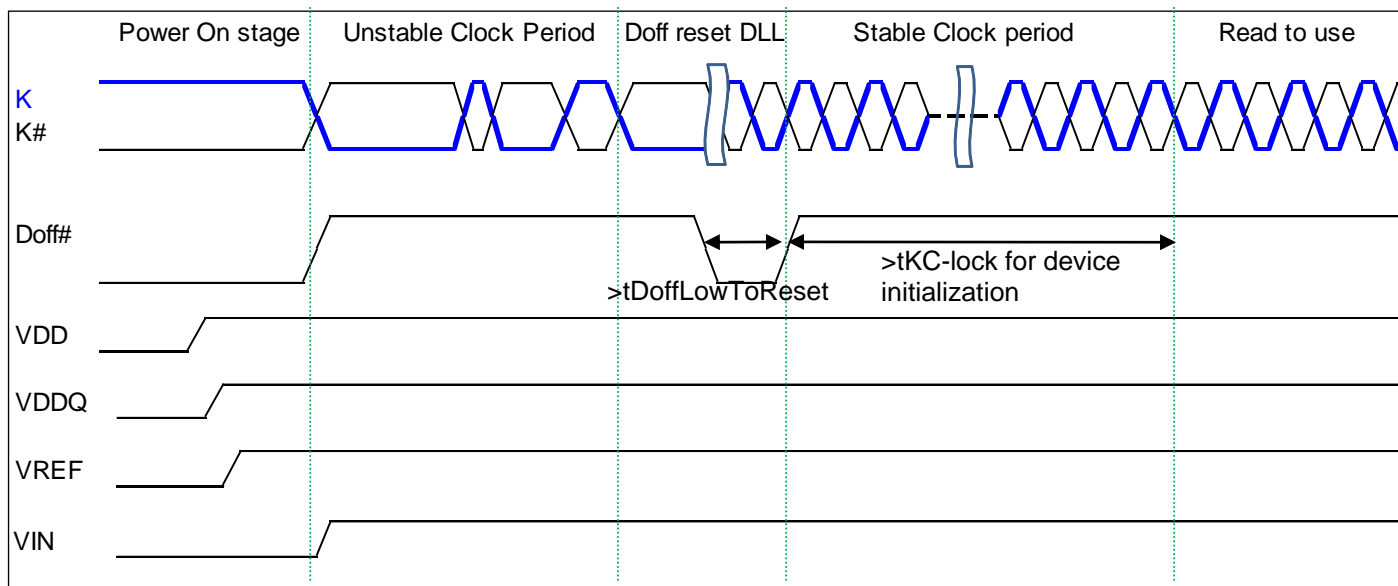 Power On stage
Unstable Clock Period
Doff reset DLL
Stable Clock period
Read to use
K
K#
Doff#
>tDoffLowToReset
>tKC-lock for device
initialization
VDD
VDDQ
VREF
VIN